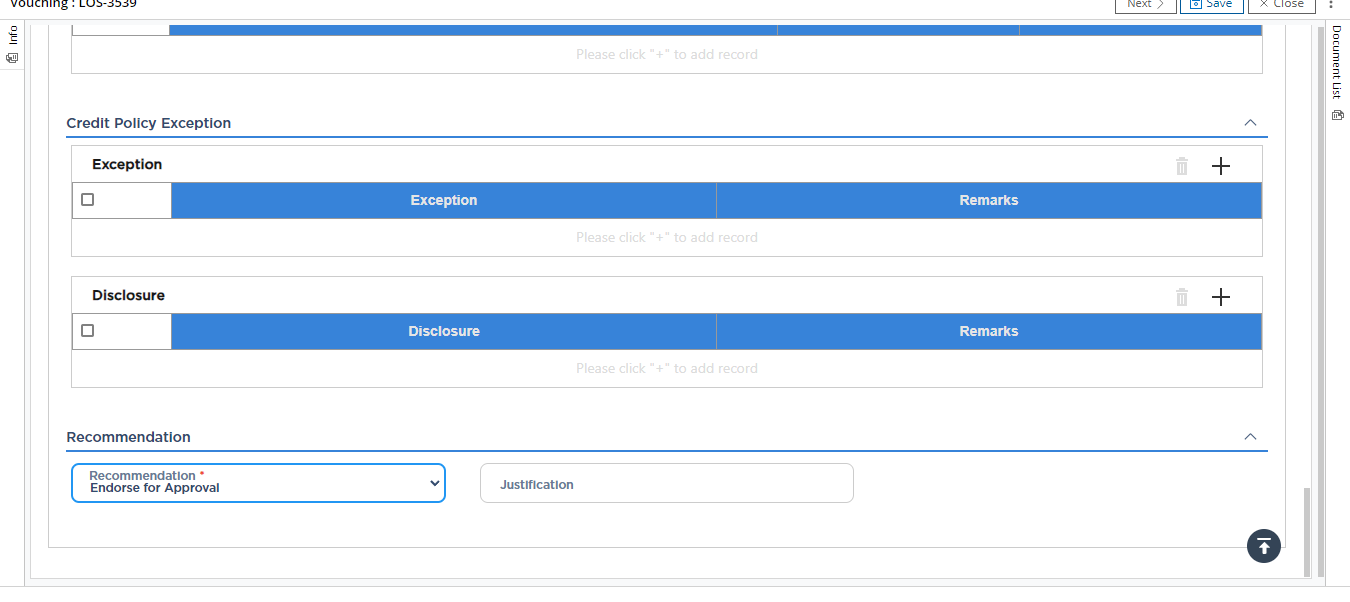 Vouching : LOS-3539
Next
Save
Close
Info
Document List
Please click "+" to add record
Credit Policy Exception
Exception
Exception Remarks
Please click "+" to add record
Disclosure
Disclosure Remarks
Please click "+" to add record
Recommendation
Recommendation *
Endorse for Approval
Justification